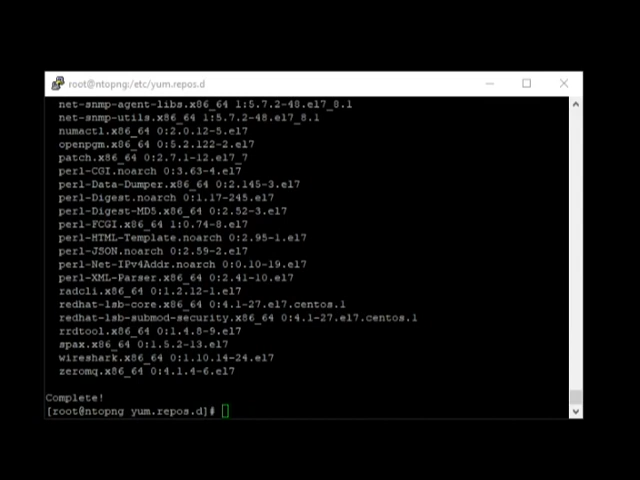 root@ntopng:/etc/yum.repos.d
net-snmp-agent-libs.x86_64 1:5.7.2-48.el7_8.1
net-snmp-utils.x86_64 1:5.7.2-48.el7_8.1
numactl.x86_64 0:2.0.12-5.el7
openpgm.x86_64 0:5.2.122-2.el7
patch.x86_64 0:2.7.1-12.el7_7
perl-CGI.noarch 0:3.63-4.el7
perl-Data-Dumper.x86_64 0:2.145-3.el7
perl-Digest.noarch 0:1.17-245.el7
perl-Digest-MD5.x86_64 0:2.52-3.el7
perl-FCGI.x86_64 1:0.74-8.el7
perl-HTML-Template.noarch 0:2.95-1.el7
perl-JSON.noarch 0:2.59-2.el7
perl-Net-IPv4Addr.noarch 0:0.10-19.el7
perl-XML-Parser.x86_64 0:2.41-10.el7
radcli.x86_64 0:1.2.12-1.el7
redhat-lsb-core.x86_64 0:4.1-27.el7.centos.1
redhat-lsb-submod-security.x86_64 0:4.1-27.el7.centos.1
rrdtool.x86_64 0:1.4.8-9.el7
spax.x86_64 0:1.5.2-13.el7
wireshark.x86_64 0:1.10.14-24.el7
zeromq.x86_64 0:4.1.4-6.el7
Complete!
[root@ntopng yum.repos.d]#